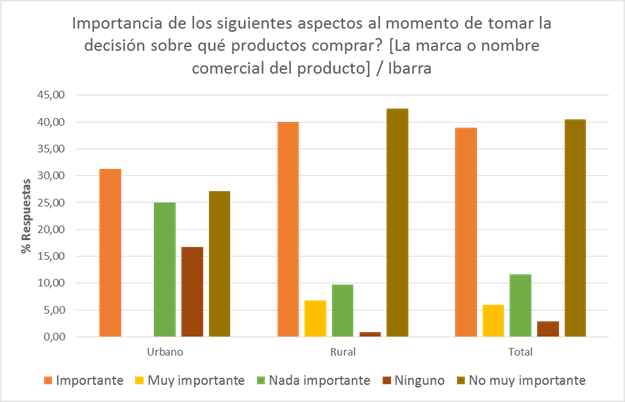 Importancia de los siguientes aspectos al momento de tomar la
decisión sobre qué productos comprar? [La marca o nombre
comercial del producto] / Ibarra
45,00
40,00
35,00
30,00
25,00
20,00
15,00
10,00
5,00
0,00
% Respuestas
Urbano Rural Total
Importante Muy importante Nada importante Ninguno No muy importante